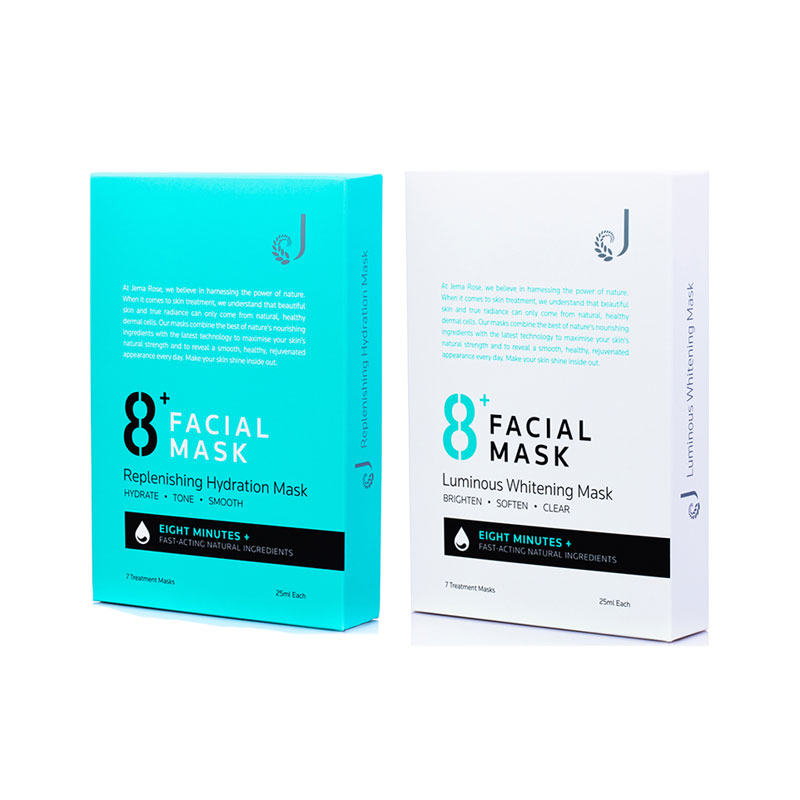 J
At Jema Rose, we believe in harnessing the power of nature.
When it comes to skin treatment, we understand that beautiful
skin and true radiance can only come from natural, healthy
dermal cells. Our masks combine the best of nature's nourishing
ingredients with the latest technology to maximise your skin's
natural strength and to reveal a smooth, healthy, rejuvenated
appearance every day. Make your skin shine inside out.
8+ FACIAL
MASK
Replenishing Hydration Mask
HYDRATE • TONE • SMOOTH
EIGHT MINUTES +
FAST-ACTING NATURAL INGREDIENTS
7 Treatment Masks
25ml Each
J Replenishing Hydration Mask
J
At Jema Rose, we believe in harnessing the power of nature.
When it comes to skin treatment, we understand that beautiful
skin and true radiance can only come from natural, healthy
dermal cells. Our masks combine the best of nature's nourishing
ingredients with the latest technology to maximise your skin's
natural strength and to reveal a smooth, healthy, rejuvenated
appearance every day. Make your skin shine inside out.
8+ FACIAL
MASK
Luminous Whitening Mask
BRIGHTEN • SOFTEN • CLEAR
EIGHT MINUTES +
FAST-ACTING NATURAL INGREDIENTS
7 Treatment Masks
25ml Each
J Luminous Whitening Mask